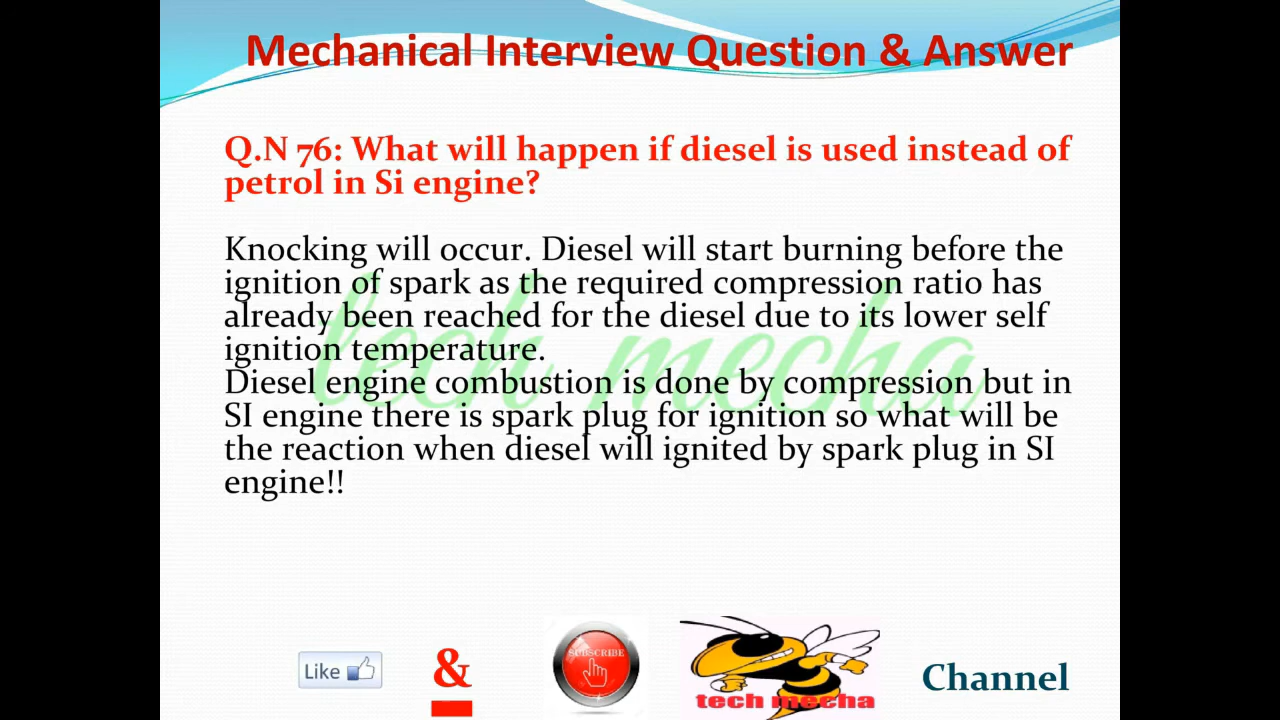 Mechanical Interview Question & Answer
Q.N 76: What will happen if diesel is used instead of
petrol in Si engine?
Knocking will occur. Diesel will start burning before the
ignition of spark as the required compression ratio has
already been reached for the diesel due to its lower self
ignition temperature.
Diesel engine combustion is done by compression but in
SI engine there is spark plug for ignition so what will be
the reaction when diesel will ignited by spark plug in SI
engine!!
tech mecha
Like
&
SUBSCRIBE
tech mecha
Channel